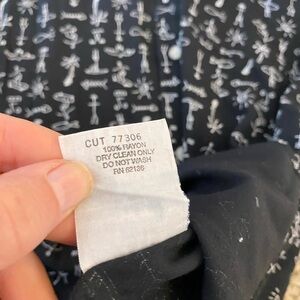 CUT 77306
100% RAYON
DRY CLEAN ONLY
DO NOT WASH
RN 62136